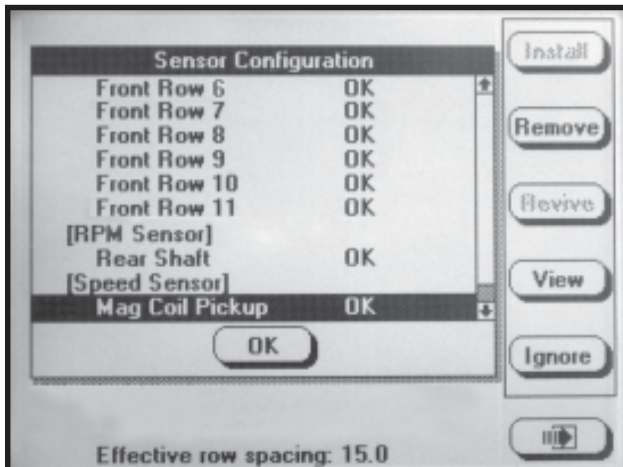 Sensor Configuration
Front Row 6 OK
Front Row 7 OK
Front Row 8 OK
Front Row 9 OK
Front Row 10 OK
Front Row 11 OK
[RPM Sensor]
Rear Shaft OK
[Speed Sensor]
Mag Coil Pickup OK
OK
Effective row spacing: 15.0
Install
Remove
Revive
View
Ignore